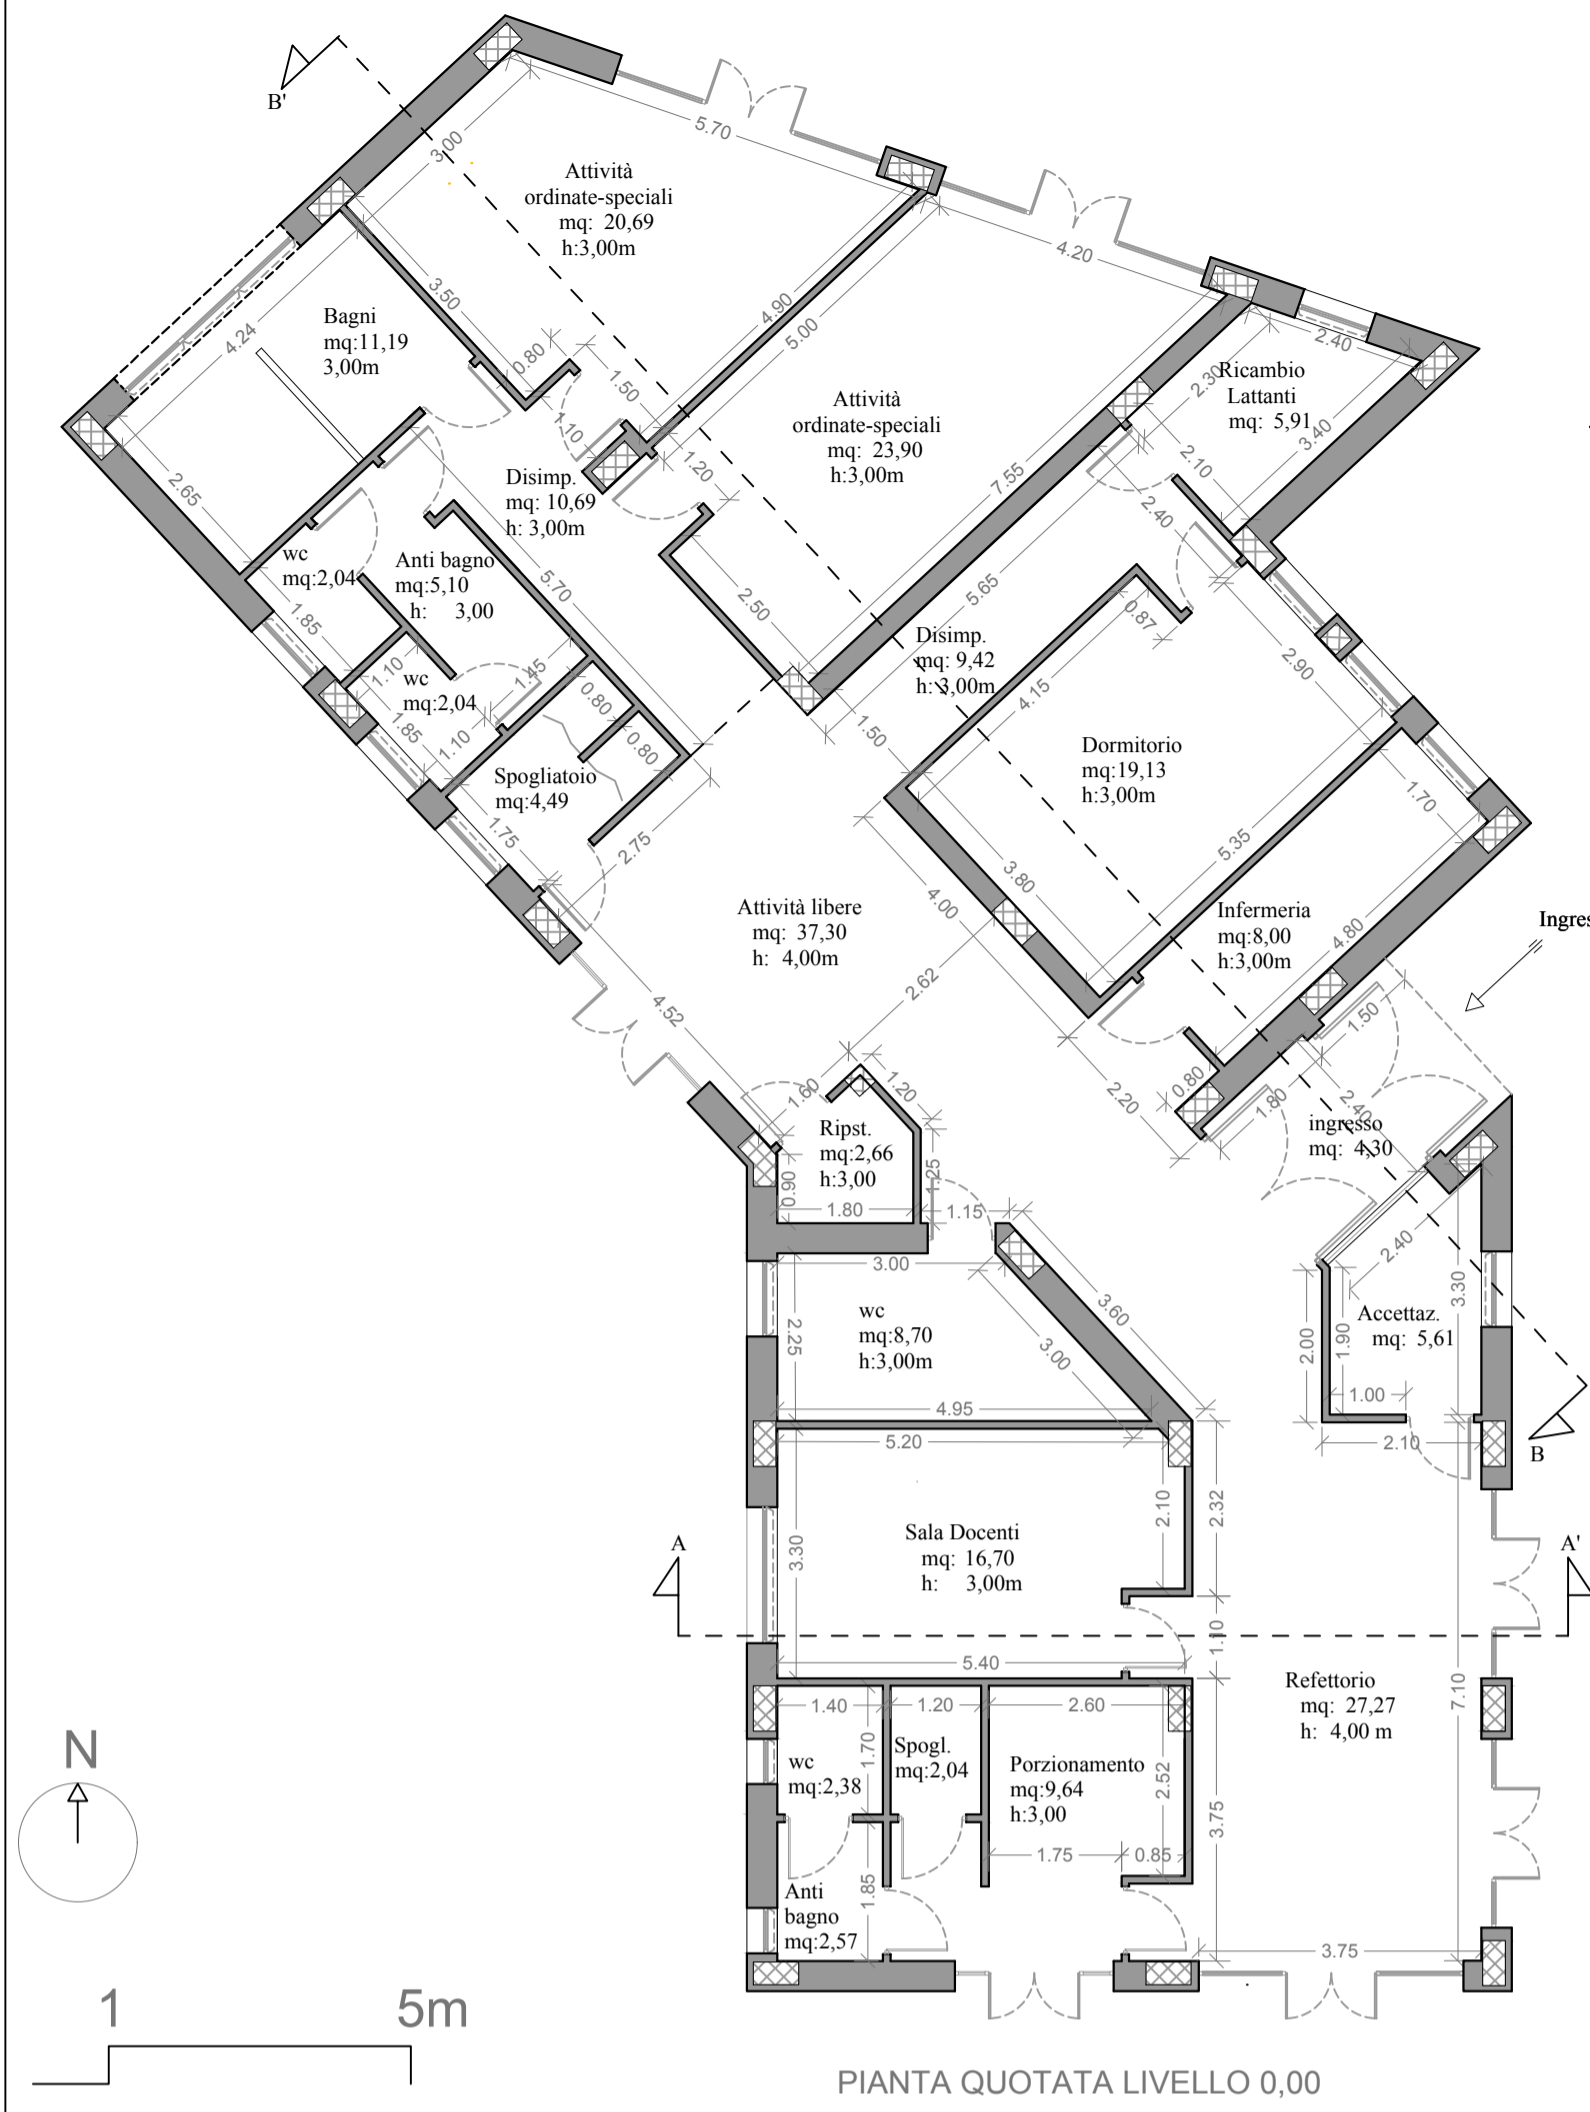 B'
5.70
3.00
Attività
ordinate-speciali
mq: 20,69
h:3,00m
4.20
3.50
4.90
5.00
4.24
Bagni
mq:11,19
3,00m
0.80
1.50
1.10
2.40
2.30
Ricambio
Lattanti
mq: 5,91
3.40
Attività
ordinate-speciali
mq: 23,90
h:3,00m
1.20
7.55
2.10
2.40
2.65
Disimp.
mq: 10,69
h: 3,00m
wc
mq:2,04
Anti bagno
mq:5,10
h: 3,00
5.70
2.50
5.65
0.87
1.85
1.10
wc
mq:2,04
1.45
0.80
0.80
1.85
1.10
Disimp.
mq: 9,42
h: 3,00m
4.15
2.90
1.50
Dormitorio
mq:19,13
h:3,00m
1.70
Spogliatoio
mq:4,49
1.75
2.75
3.80
5.35
4.00
Attività libere
mq: 37,30
h: 4,00m
Infermeria
mq:8,00
h:3,00m
4.80
Ingres
2.62
4.52
1.50
1.60
1.20
2.20
0.80
1.80
2.40
ingresso
mq: 4,30
Ripst.
mq:2,66
h:3,00
0.90
1.25
1.80
1.15
2.40
3.00
3.60
3.30
wc
mq:8,70
h:3,00m
2.25
3.00
Accettaz.
mq: 5,61
2.00
1.90
1.00
4.95
5.20
2.10
B
A
A'
Sala Docenti
mq: 16,70
h: 3,00m
3.30
2.10
2.32
1.10
5.40
Refettorio
mq: 27,27
h: 4,00 m
7.10
1.40
1.20
2.60
wc
mq:2,38
1.70
Spogl.
mq:2,04
Porzionamento
mq:9,64
h:3,00
2.52
3.75
1.75
0.85
Anti
bagno
mq:2,57
1.85
3.75
N
1
5m
PIANTA QUOTATA LIVELLO 0,00